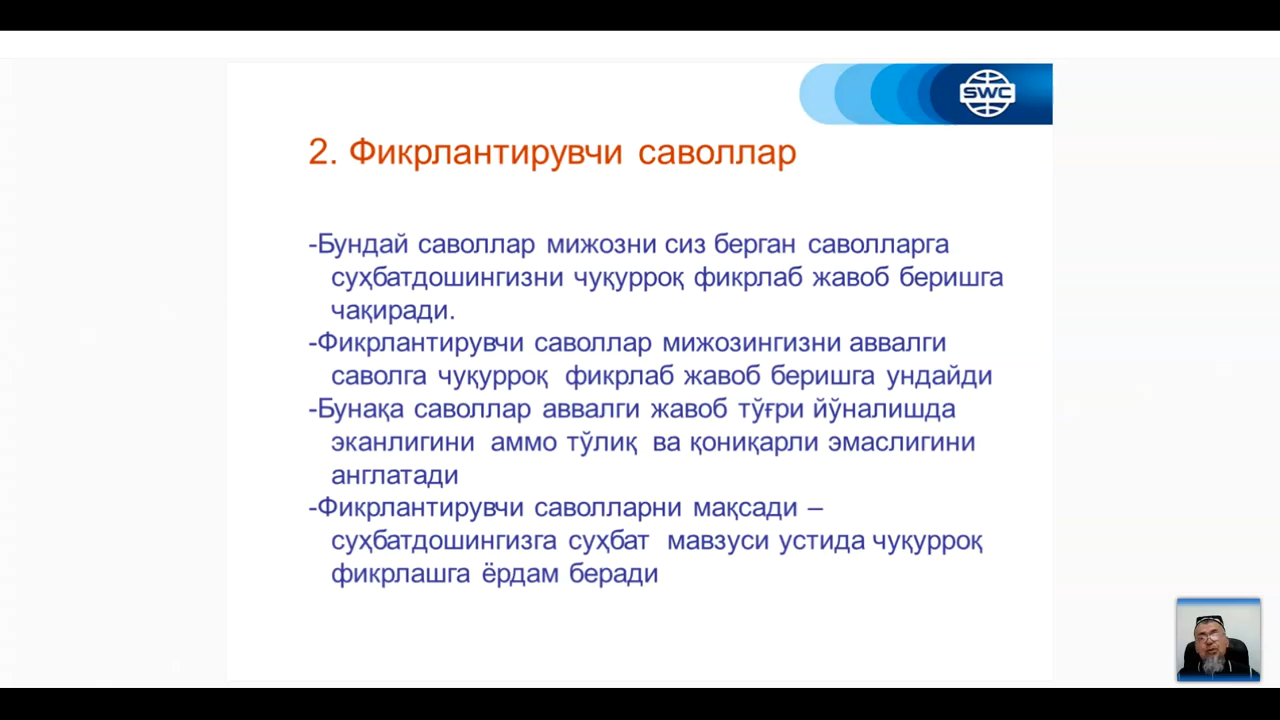 SWC
2. Фикрлантирувчи саволлар
-Бундай саволлар мижозни сиз берган саволларга
суҳбатдошингизни чуқурроқ фикрлаб жавоб беришга
чақиради.
-Фикрлантирувчи саволлар мижозингизни аввалги
саволга чуқурроқ фикрлаб жавоб беришга ундайди
-Бунақа саволлар аввалги жавоб тўғри йўналишда
эканлигини аммо тўлиқ ва қониқарли эмаслигини
англатади
-Фикрлантирувчи саволларни мақсади –
суҳбатдошингизга суҳбат мавзуси устида чуқурроқ
фикрлашга ёрдам беради